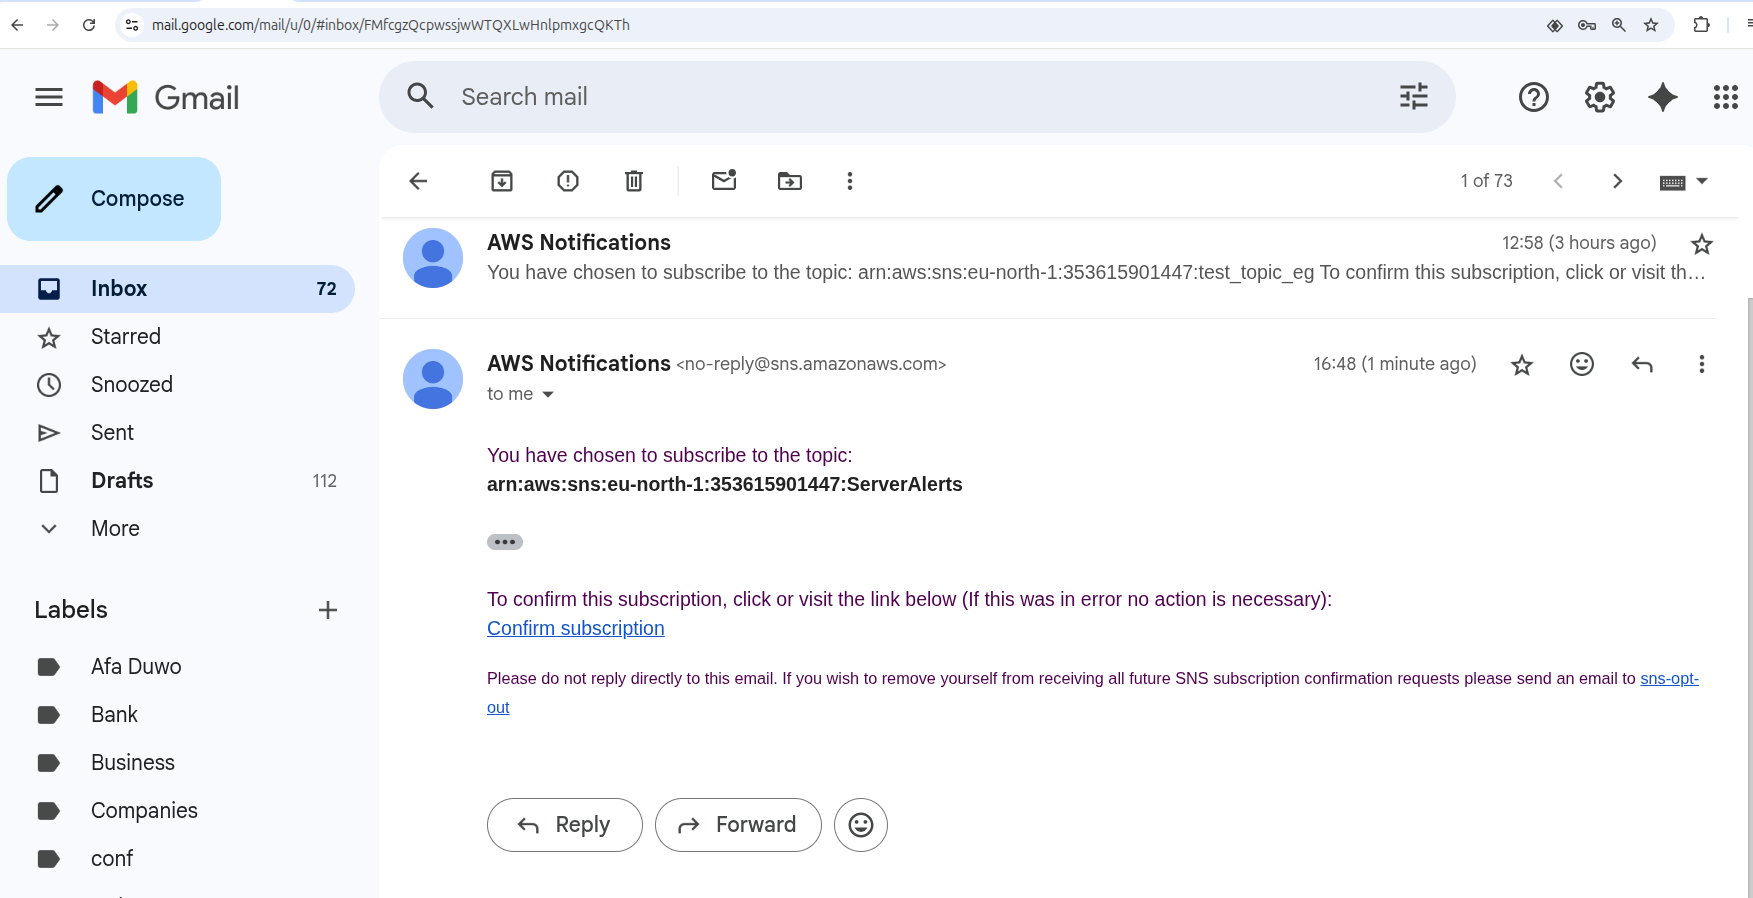 mail.google.com/mail/u/0/#inbox/FMfcgzQcpwssjwWTQXLwHnlpmxgcQKTh
Gmail
Search mail
Compose
1 of 73
Inbox 72
Starred
Snoozed
Sent
Drafts 112
More
Labels
Afa Duwo
Bank
Business
Companies
conf
AWS Notifications 12:58 (3 hours ago)
You have chosen to subscribe to the topic: arn:aws:sns:eu-north-1:353615901447:test_topic_eg To confirm this subscription, click or visit th…
AWS Notifications <no-reply@sns.amazonaws.com> 16:48 (1 minute ago)
to me
You have chosen to subscribe to the topic:
arn:aws:sns:eu-north-1:353615901447:ServerAlerts
To confirm this subscription, click or visit the link below (If this was in error no action is necessary):
Confirm subscription
Please do not reply directly to this email. If you wish to remove yourself from receiving all future SNS subscription confirmation requests please send an email to sns-opt-
out
Reply Forward